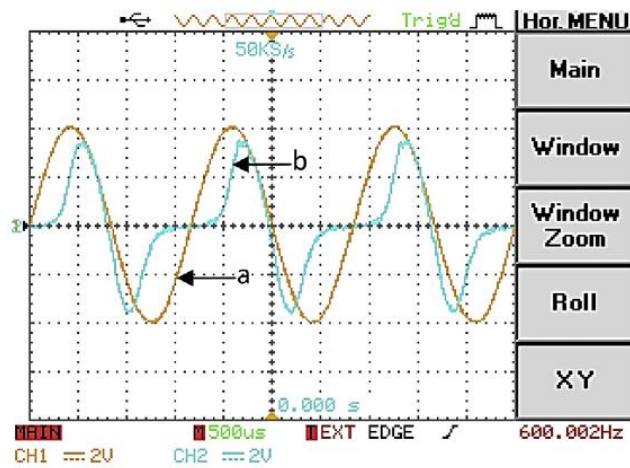 Trig'd Hor. MENU
50KS/s
Main
Window
Window
Zoom
Roll
XY
b
a
0.000 s
MAIN M 500us T EXT EDGE 600.002Hz
CH1 2V CH2 2V